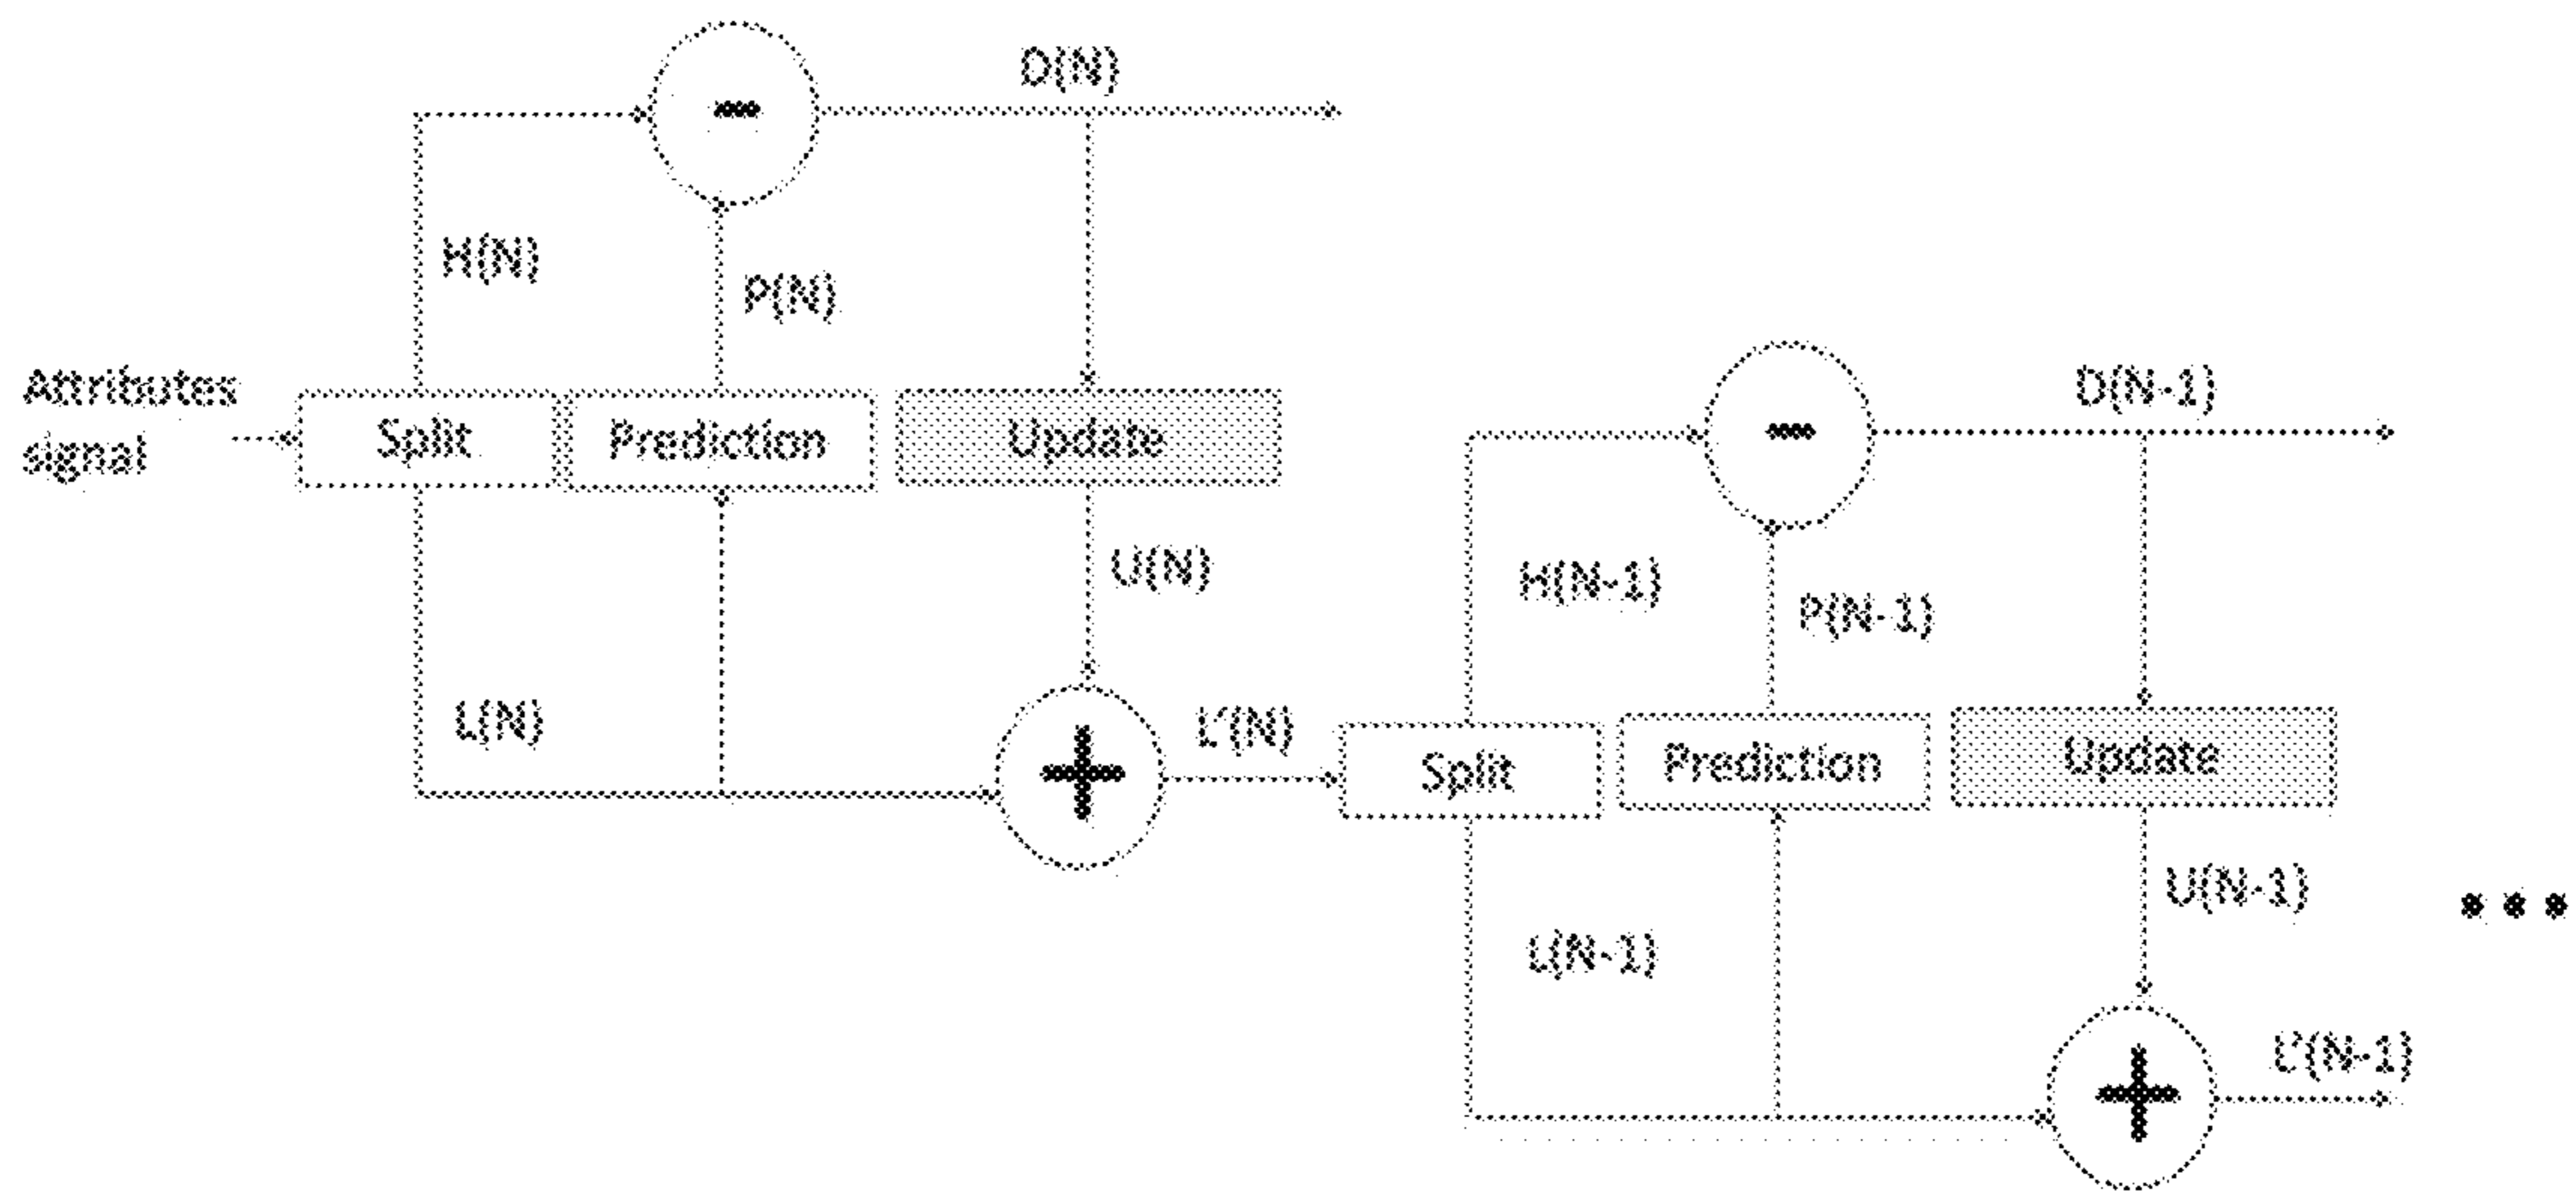 D(N)
−
H(N)
P(N)
Attributes
signal
Split
Prediction
Update
U(N)
L(N)
+
L'(N)
D(N-1)
−
H(N-1)
P(N-1)
Split
Prediction
Update
U(N-1)
L(N-1)
+
L'(N-1)
...